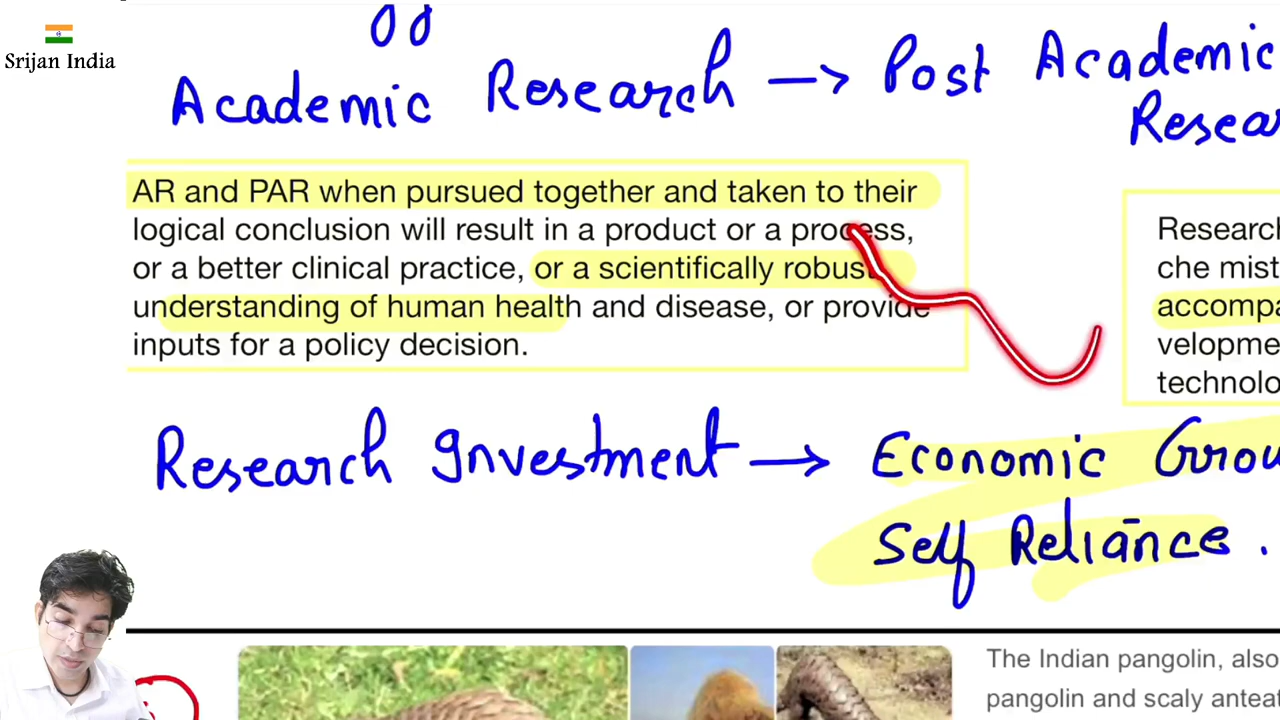 Srijan India
Academic Research → Post Academic
AR and PAR when pursued together and taken to their
logical conclusion will result in a product or a process,
or a better clinical practice, or a scientifically robust
understanding of human health and disease, or provide
inputs for a policy decision.
Research
che mist
accompa
velopme
technolo
Research Investment → Economic
Self Reliance.
The Indian pangolin, also
pangolin and scaly antea